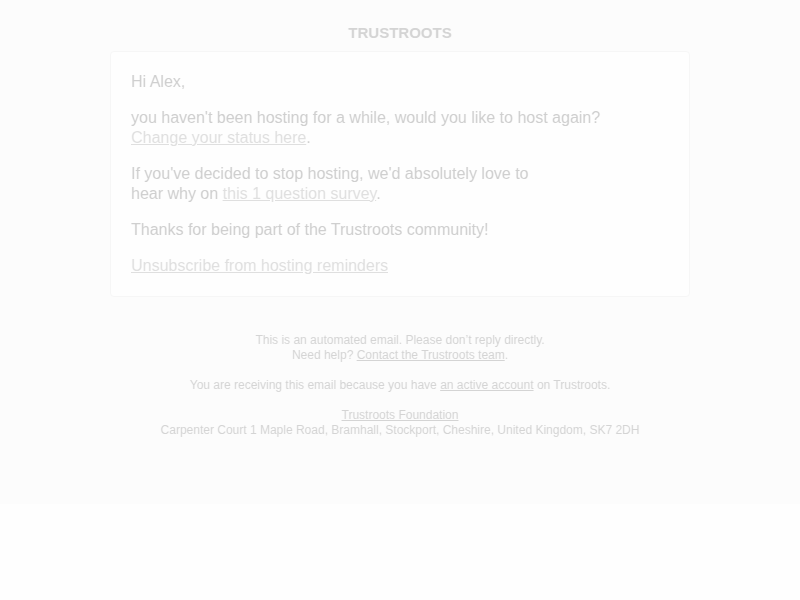 TRUSTROOTS
Hi Alex,
you haven't been hosting for a while, would you like to host again?
Change your status here.
If you've decided to stop hosting, we'd absolutely love to
hear why on this 1 question survey.
Thanks for being part of the Trustroots community!
Unsubscribe from hosting reminders
This is an automated email. Please don’t reply directly.
Need help? Contact the Trustroots team.
You are receiving this email because you have an active account on Trustroots.
Trustroots Foundation
Carpenter Court 1 Maple Road, Bramhall, Stockport, Cheshire, United Kingdom, SK7 2DH